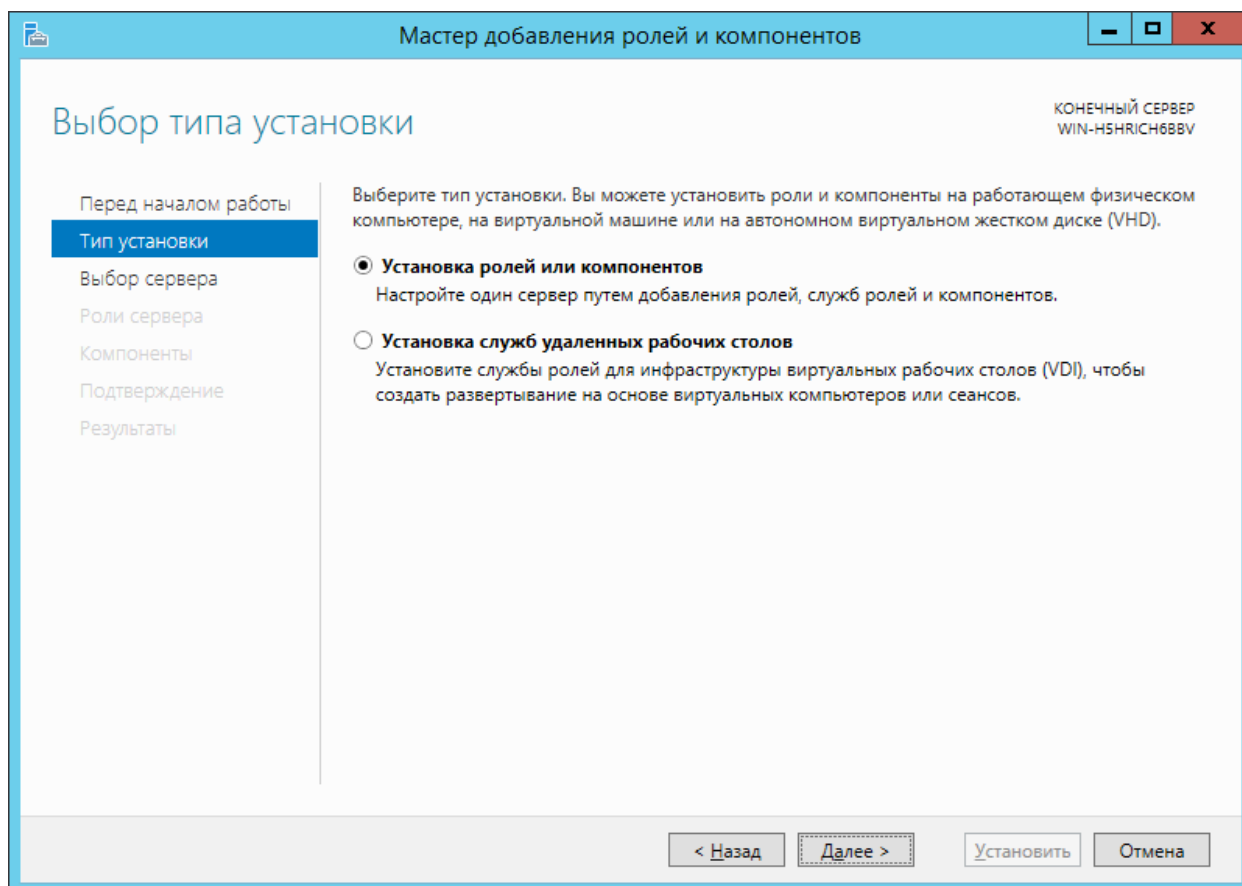 Мастер добавления ролей и компонентов
Выбор типа установки
КОНЕЧНЫЙ СЕРВЕР
WIN-H5HRICH6BBV
Перед началом работы
Тип установки
Выбор сервера
Роли сервера
Компоненты
Подтверждение
Результаты
Выберите тип установки. Вы можете установить роли и компоненты на работающем физическом
компьютере, на виртуальной машине или на автономном виртуальном жестком диске (VHD).
Установка ролей или компонентов
Настройте один сервер путем добавления ролей, служб ролей и компонентов.
Установка служб удаленных рабочих столов
Установите службы ролей для инфраструктуры виртуальных рабочих столов (VDI), чтобы
создать развертывание на основе виртуальных компьютеров или сеансов.
< Назад
Далее >
Установить
Отмена